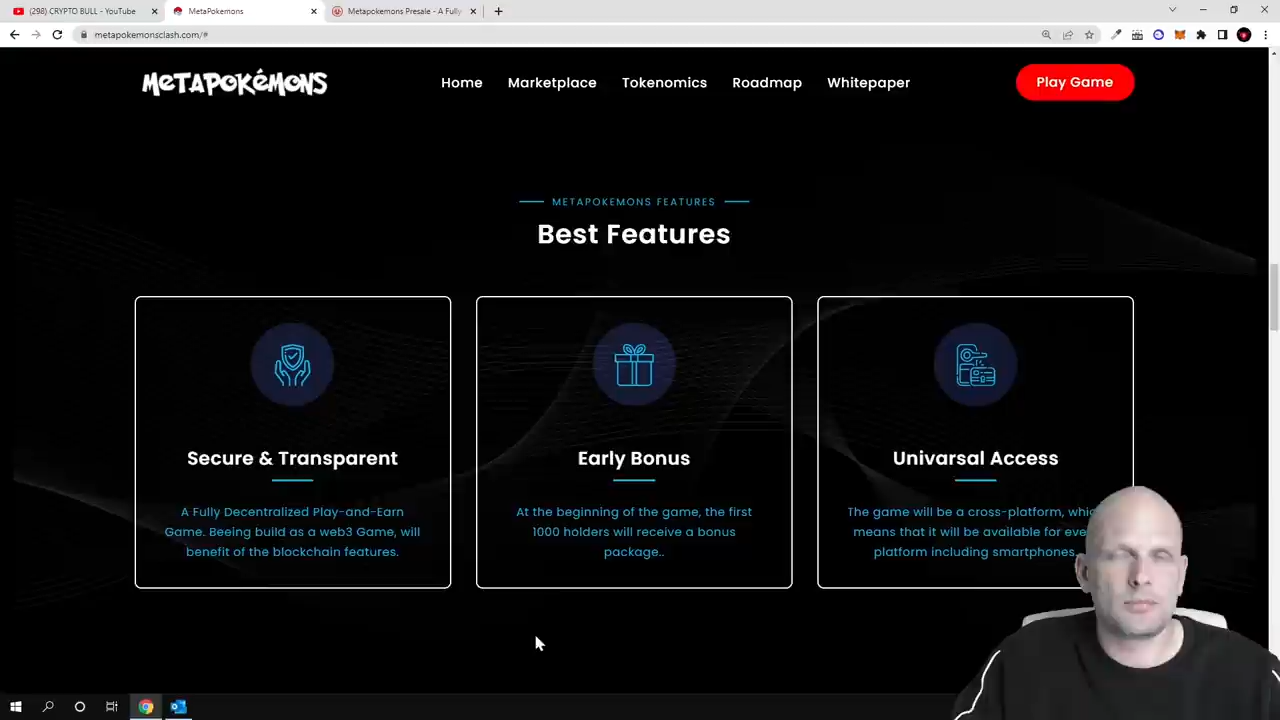 (298) CRYPTO BULL - YouTube
MetaPokemons
Metapokemons Presale - A Fully
metapokemonsclash.com/#
METAPOKéMONS
Home
Marketplace
Tokenomics
Roadmap
Whitepaper
Play Game
METAPOKEMONS FEATURES
Best Features
Secure & Transparent
A Fully Decentralized Play-and-Earn
Game. Beeing build as a web3 Game, will
benefit of the blockchain features.
Early Bonus
At the beginning of the game, the first
1000 holders will receive a bonus
package..
Univarsal Access
The game will be a cross-platform,
means that it will be available for
platform including smartphones.